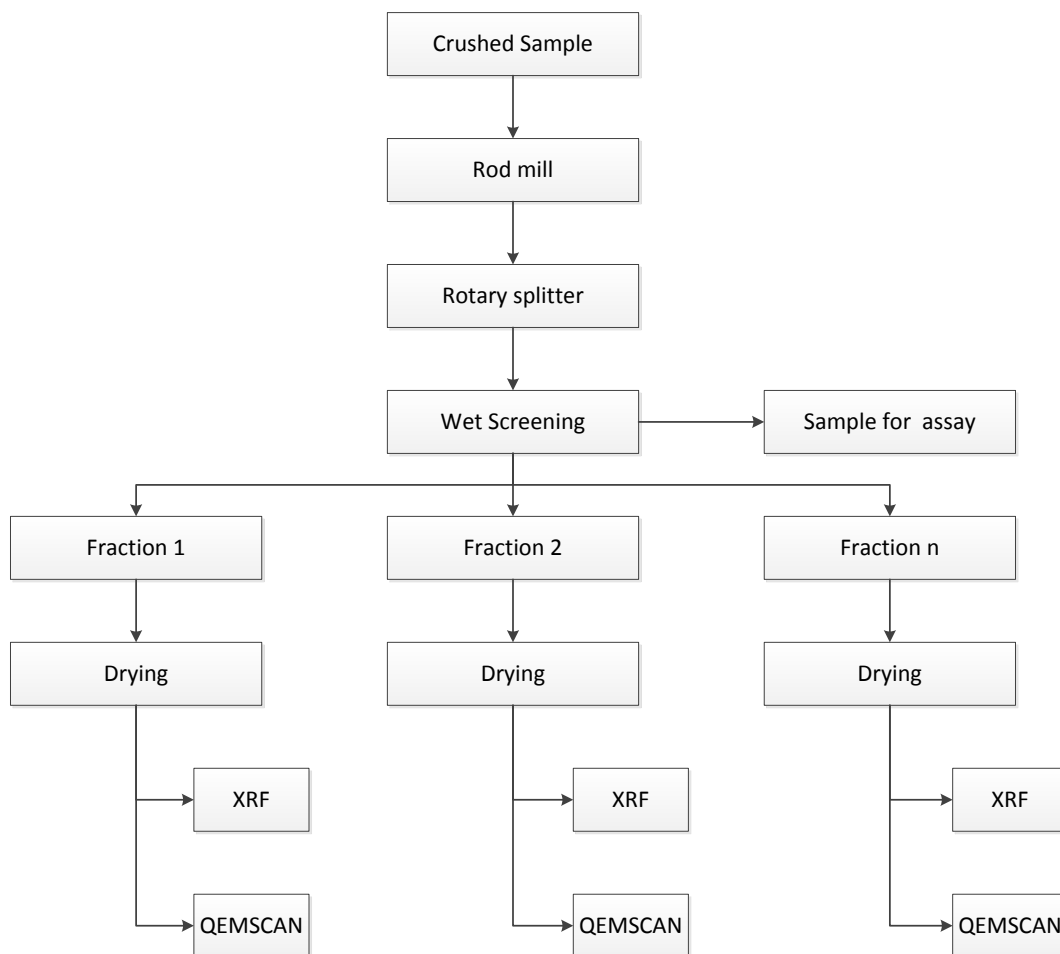 Crushed Sample
Rod mill
Rotary splitter
Wet Screening
Sample for  assay
Fraction 1
Fraction 2
Fraction n
Drying
Drying
Drying
XRF
XRF
XRF
QEMSCAN
QEMSCAN
QEMSCAN